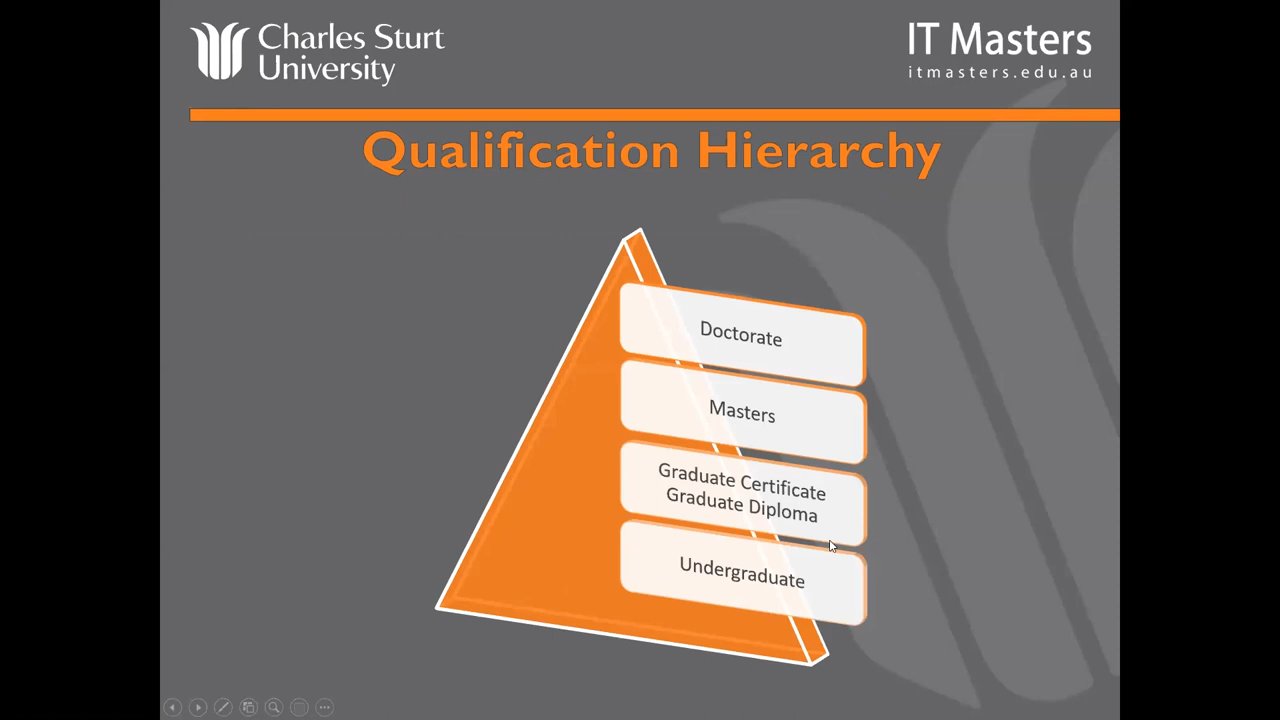 Charles Sturt
University
IT Masters
itmasters.edu.au
Qualification Hierarchy
Doctorate
Masters
Graduate Certificate
Graduate Diploma
Undergraduate